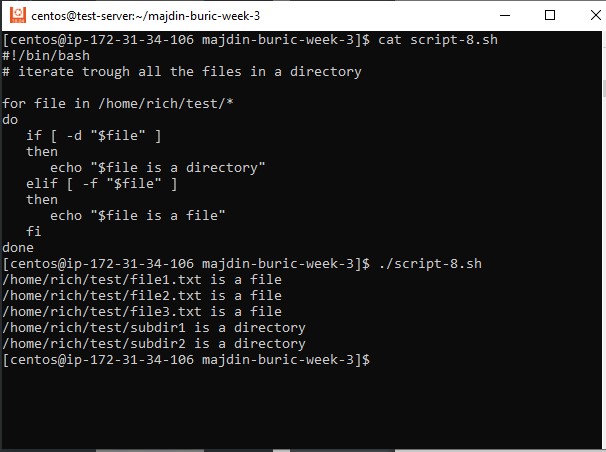 centos@test-server:~/majdin-buric-week-3
[centos@ip-172-31-34-106 majdin-buric-week-3]$ cat script-8.sh
#!/bin/bash
# iterate trough all the files in a directory

for file in /home/rich/test/*
do
   if [ -d "$file" ]
   then
      echo "$file is a directory"
   elif [ -f "$file" ]
   then
      echo "$file is a file"
   fi
done
[centos@ip-172-31-34-106 majdin-buric-week-3]$ ./script-8.sh
/home/rich/test/file1.txt is a file
/home/rich/test/file2.txt is a file
/home/rich/test/file3.txt is a file
/home/rich/test/subdir1 is a directory
/home/rich/test/subdir2 is a directory
[centos@ip-172-31-34-106 majdin-buric-week-3]$